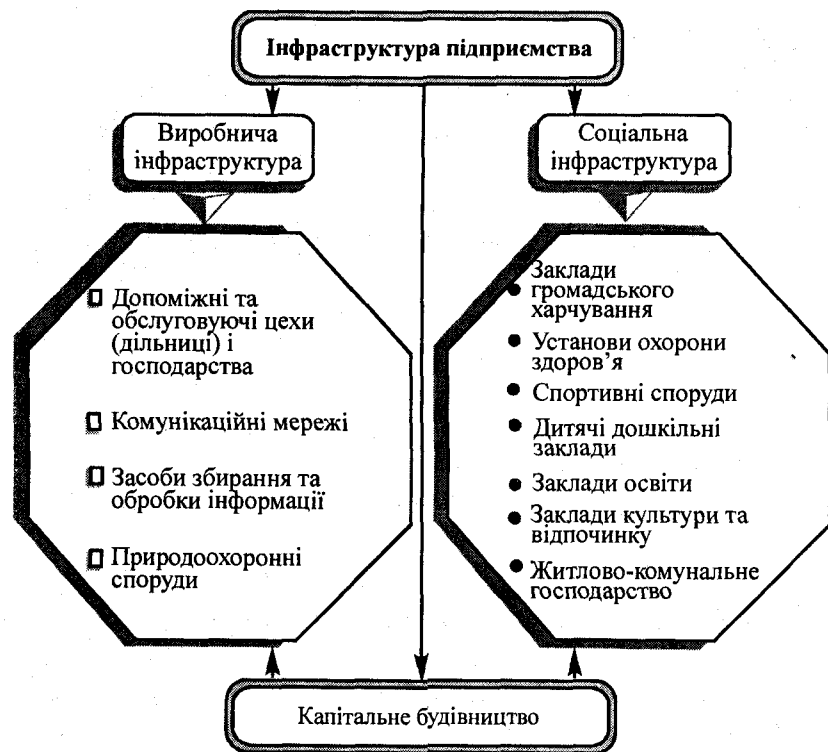 Інфраструктура підприємства
Виробнича
інфраструктура
Соціальна
інфраструктура
Допоміжні та
обслуговуючі цехи
(дільниці) і
господарства
Комунікаційні мережі
Засоби збирання та
обробки інформації
Природоохоронні
споруди
Заклади
громадського
харчування
Установи охорони
здоров’я
Спортивні споруди
Дитячі дошкільні
заклади
Заклади освіти
Заклади культури та
відпочинку
Житлово-комунальне
господарство
Капітальне будівництво